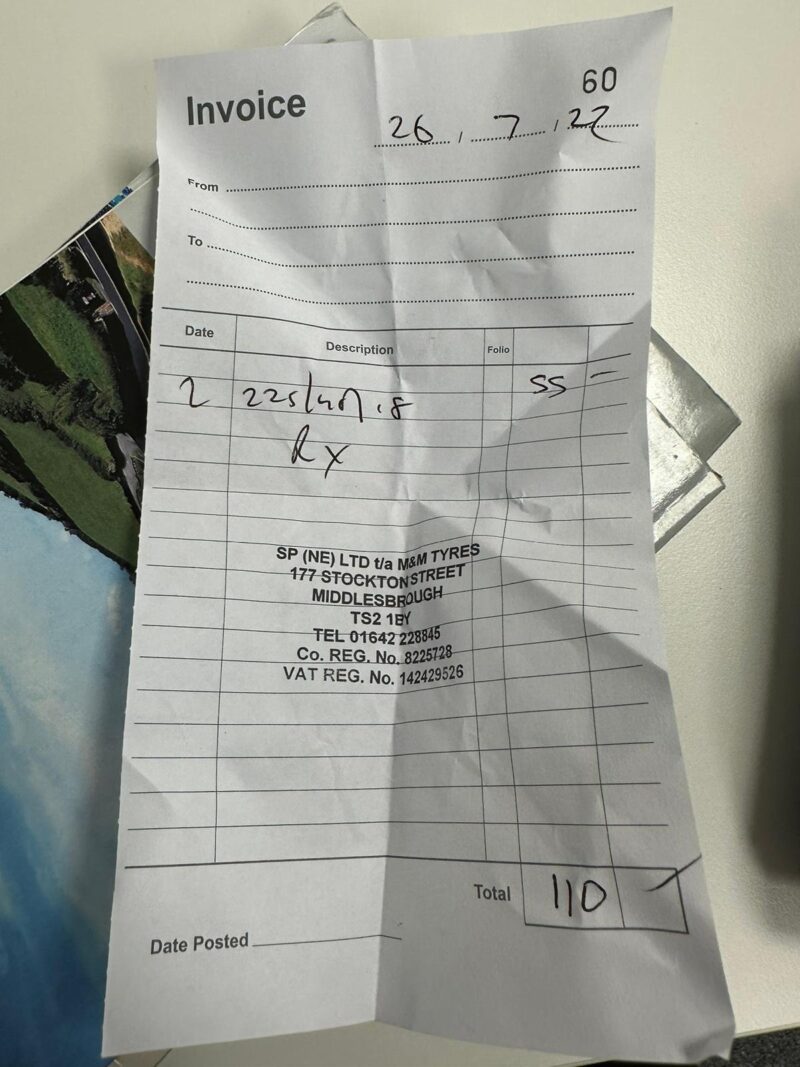 Invoice
60
26 / 7 / 22
From
To
Date Description Folio
2 225/40/18 55 -
RX
SP (NE) LTD t/a M&M TYRES
177 STOCKTON STREET
MIDDLESBROUGH
TS2 1BY
TEL 01642 228845
Co. REG. No. 8225728
VAT REG. No. 142429526
Total 110
Date Posted